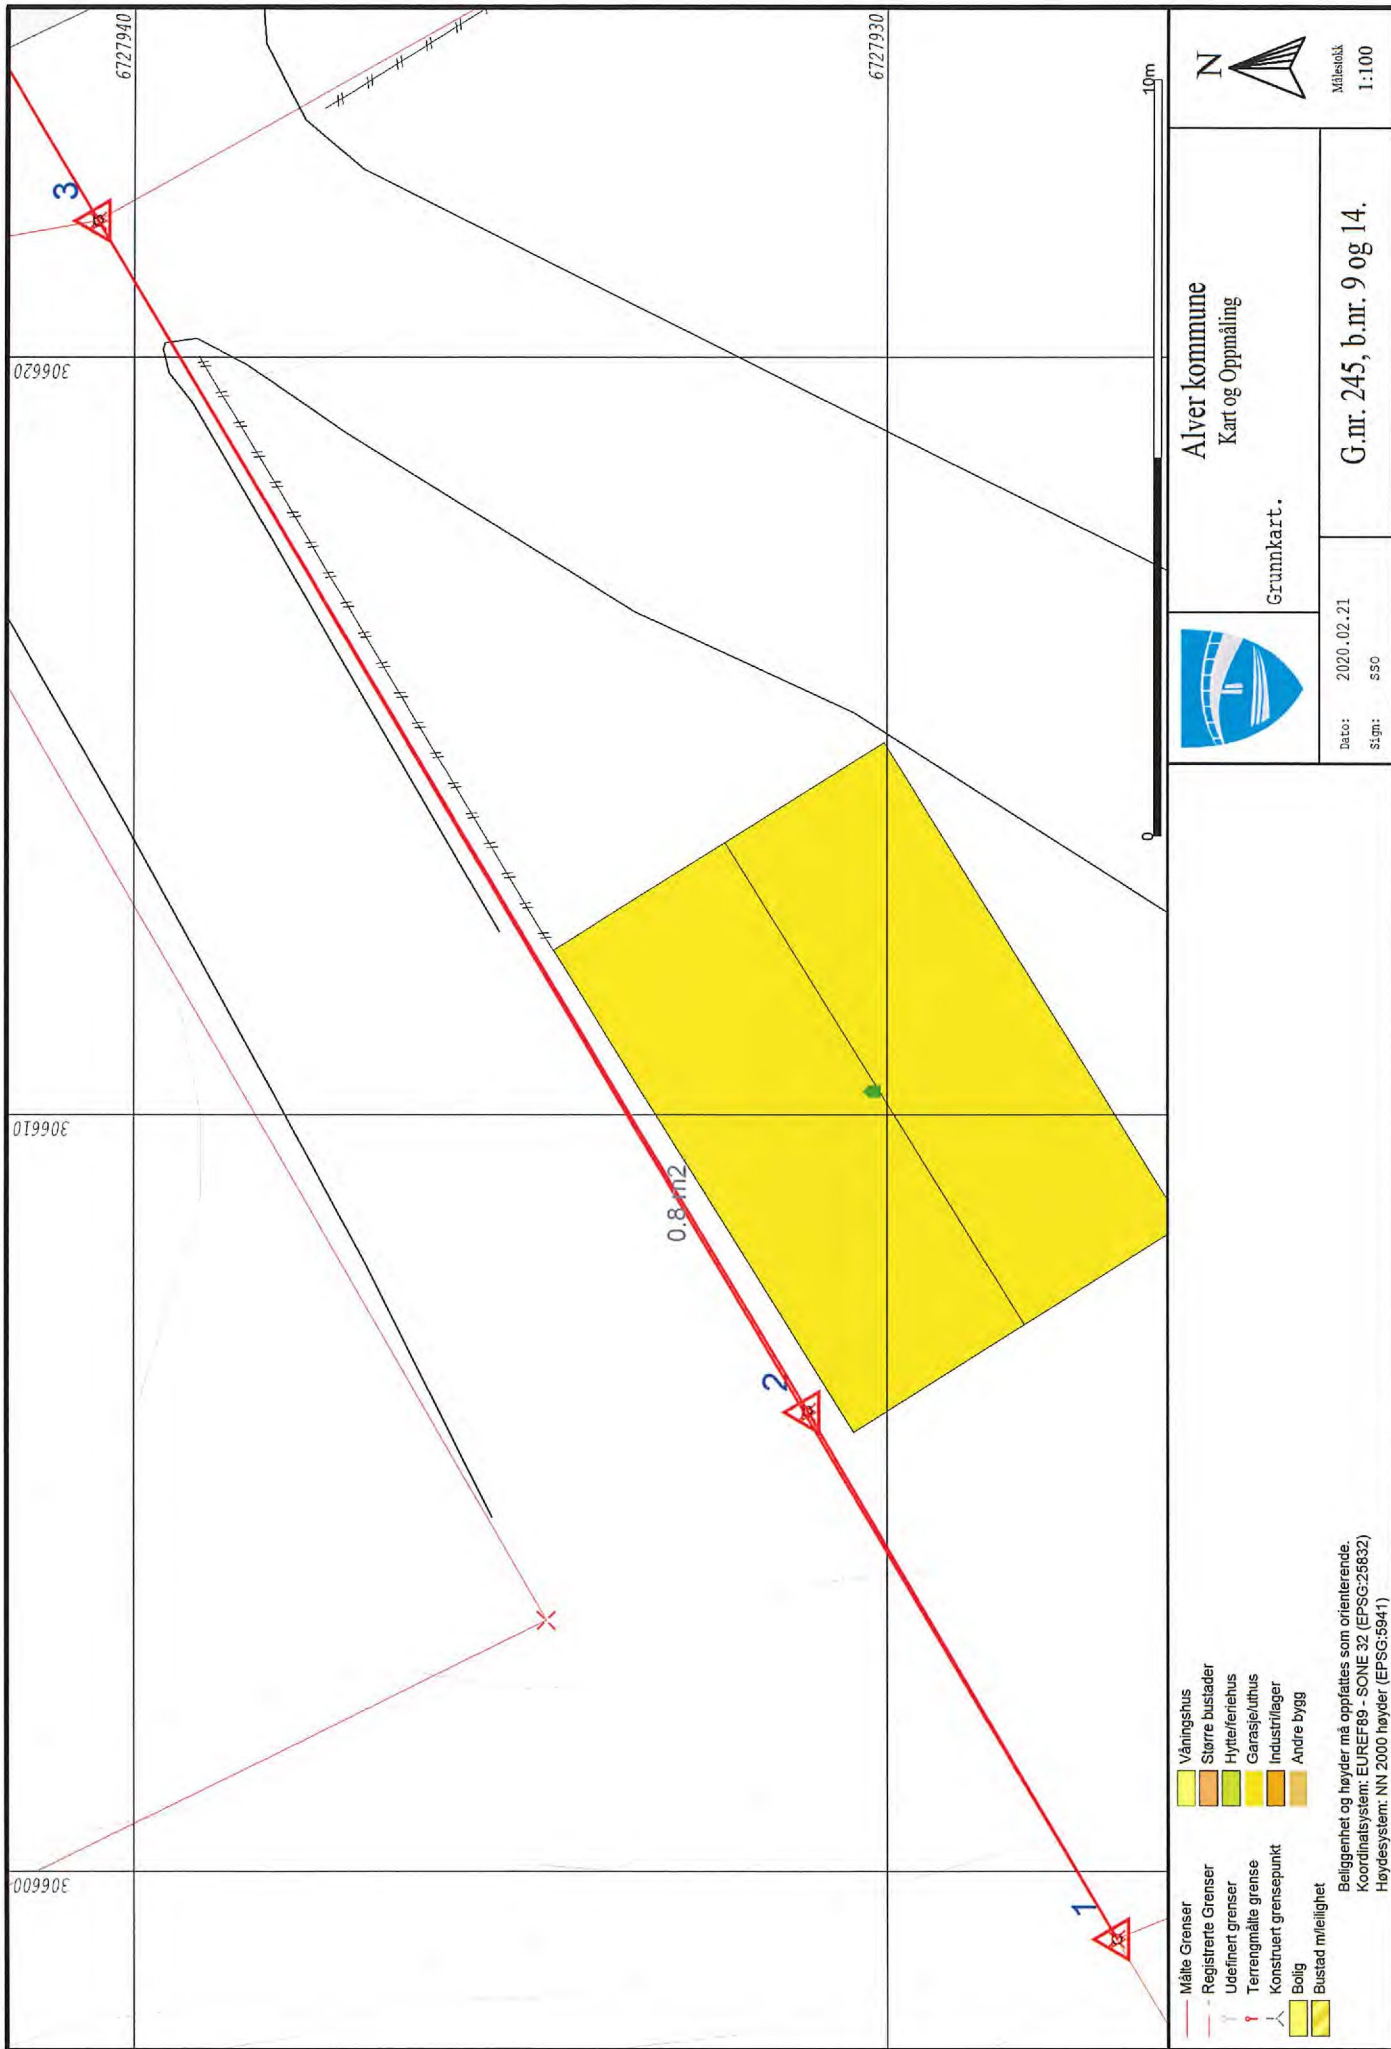 306600
306610
306620
6727940
6727930
3
2
1
0.8 m2
0
10m
Målte Grenser
Registrerte Grenser
Udefinert grenser
Terrengmålte grense
Konstruert grensepunkt
Bolig
Bustad m/leilighet
Våningshus
Større bustader
Hytte/feriehus
Garasje/uthus
Industri/lager
Andre bygg
Beliggenhet og høyder må oppfattes som orienterende.
Koordinatsystem: EUREF89 - SONE 32 (EPSG:25832)
Høydesystem: NN 2000 høyder (EPSG:5941)
Alver kommune
Kart og Oppmåling
Grunnkart.
N
Dato: 2020.02.21
Sign: sso
G.nr. 245, b.nr. 9 og 14.
Målestokk
1:100